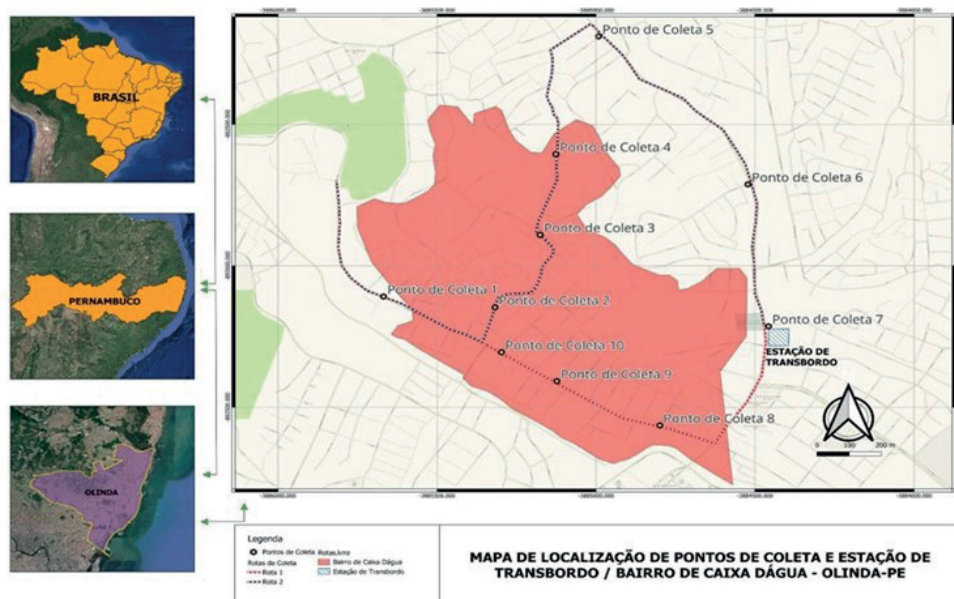 BRASIL
PERNAMBUCO
OLINDA
Ponto de Coleta 5
Ponto de Coleta 4
Ponto de Coleta 6
Ponto de Coleta 3
Ponto de Coleta 1
Ponto de Coleta 2
Ponto de Coleta 7
ESTAÇÃO DE
TRANSBORDO
Ponto de Coleta 10
Ponto de Coleta 9
Ponto de Coleta 8
0 100 200 m
Legenda
Pontos de Coleta
Rotas de Coleta
Rota 1
Rota 2
Rotas.kmz
Bairro de Caixa Dágua
Estação de Transbordo
MAPA DE LOCALIZAÇÃO DE PONTOS DE COLETA E ESTAÇÃO DE
TRANSBORDO / BAIRRO DE CAIXA DÁGUA - OLINDA-PE